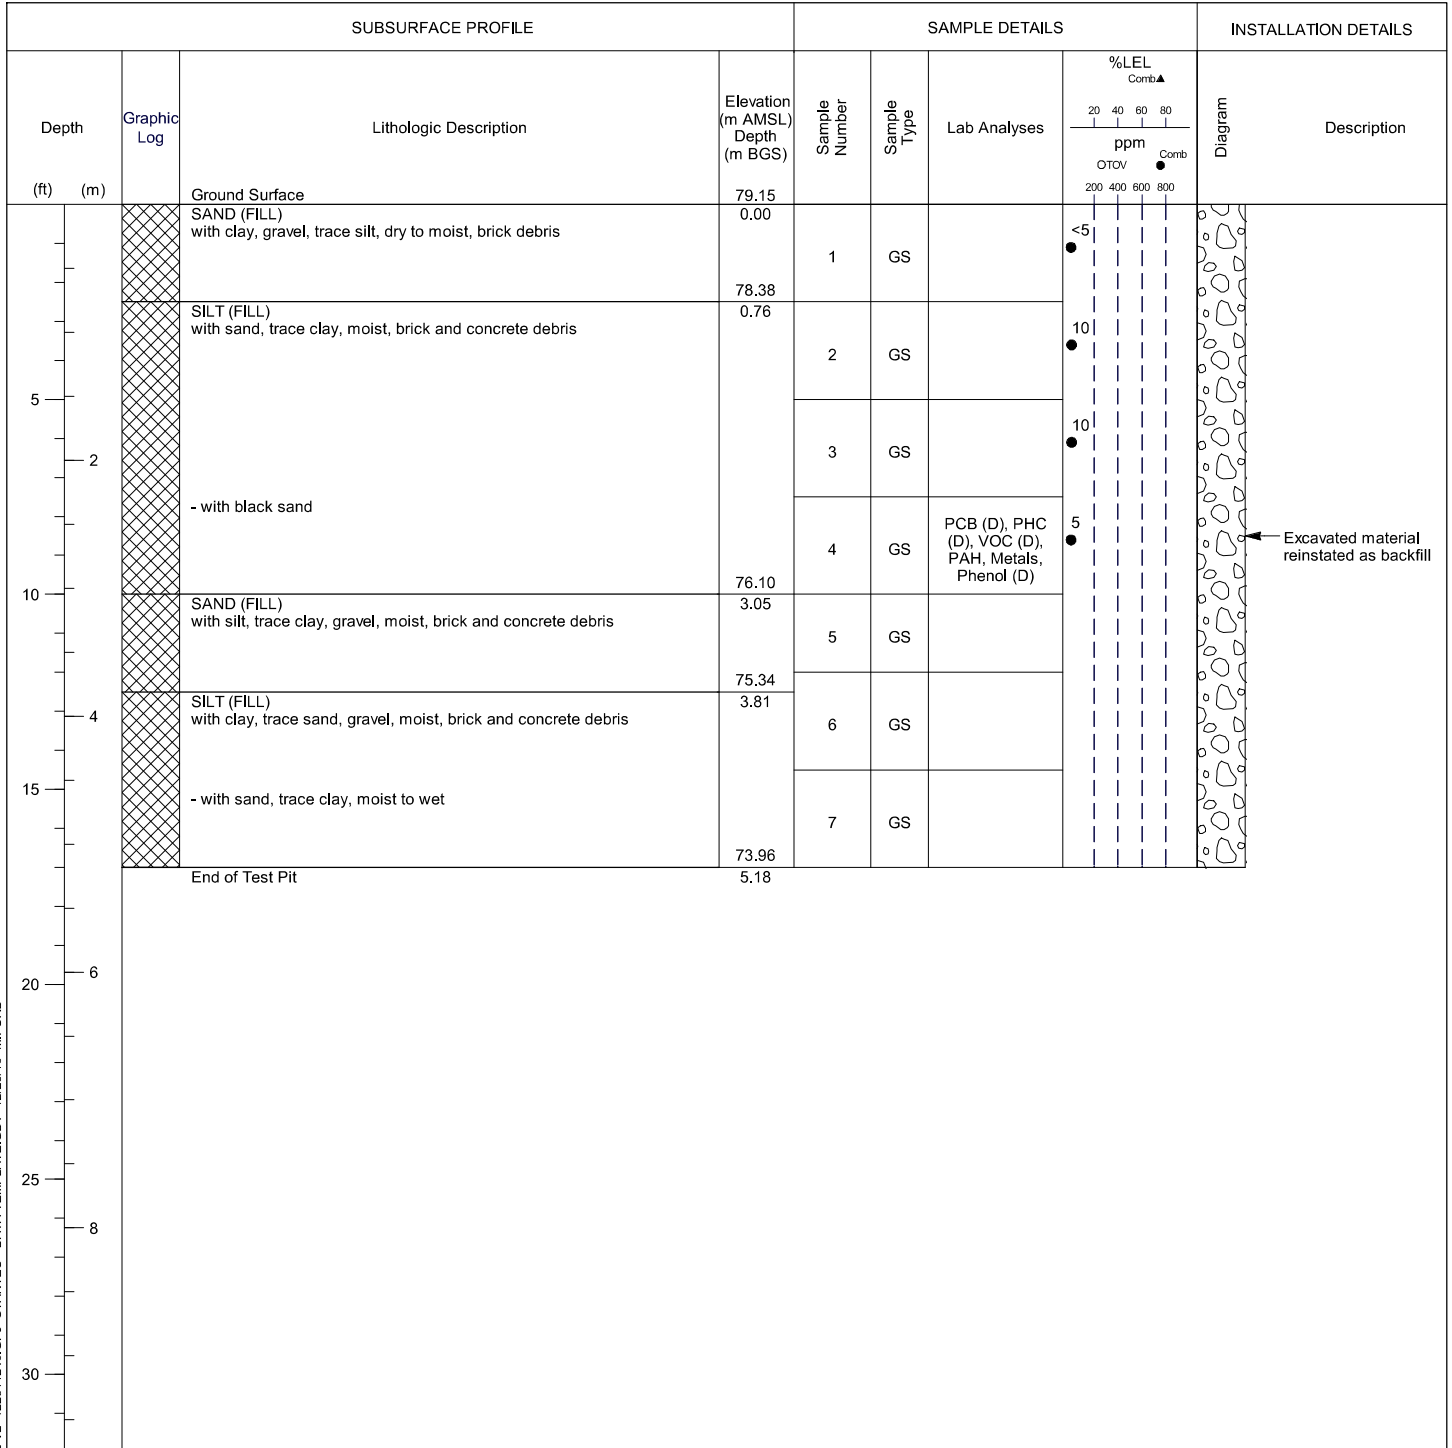 SUBSURFACE PROFILE
SAMPLE DETAILS
INSTALLATION DETAILS
Depth
(ft) (m)
Graphic
Log
Lithologic Description
Elevation
(m AMSL)
Depth
(m BGS)
Sample
Number
Sample
Type
Lab Analyses
%LEL
Comb▲
20 40 60 80
ppm
OTOV ● Comb
200 400 600 800
Diagram
Description
Ground Surface 79.15
SAND (FILL) 0.00
with clay, gravel, trace silt, dry to moist, brick debris
<5
1 GS
78.38
SILT (FILL) 0.76
with sand, trace clay, moist, brick and concrete debris
10
2 GS
5
10
3 GS
2
- with black sand
4 GS
PCB (D), PHC
(D), VOC (D),
PAH, Metals,
Phenol (D)
5
Excavated material
reinstated as backfill
76.10
10
SAND (FILL) 3.05
with silt, trace clay, gravel, moist, brick and concrete debris
5 GS
75.34
SILT (FILL) 3.81
with clay, trace sand, gravel, moist, brick and concrete debris
4
6 GS
15
- with sand, trace clay, moist to wet
7 GS
73.96
End of Test Pit 5.18
6
20
25
8
30